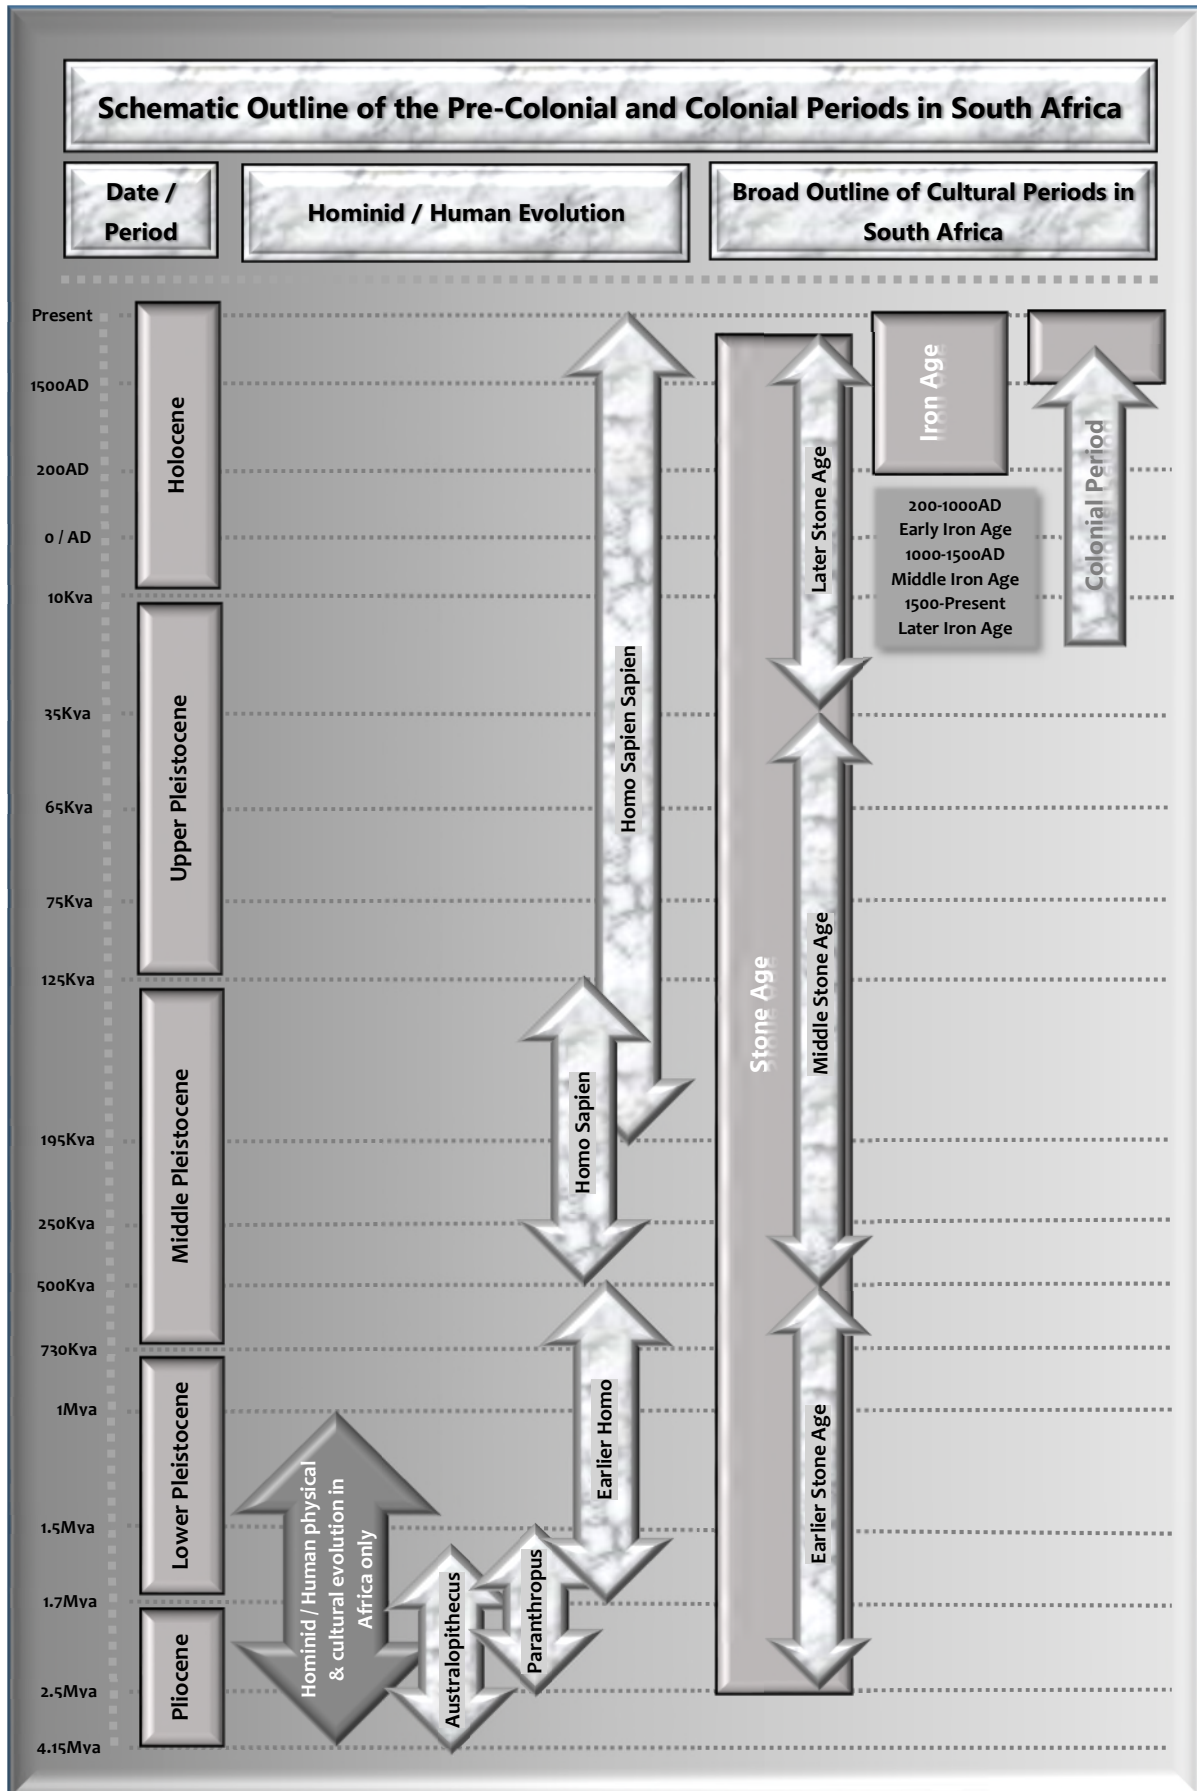 Schematic Outline of the Pre-Colonial and Colonial Periods in South Africa
Date /
Period
Hominid / Human Evolution
Broad Outline of Cultural Periods in
South Africa
Present
1500AD
200AD
0 / AD
10Kya
35Kya
65Kya
75Kya
125Kya
195Kya
250Kya
500Kya
730Kya
1Mya
1.5Mya
1.7Mya
2.5Mya
4.15Mya
Holocene
Upper Pleistocene
Middle Pleistocene
Lower Pleistocene
Pliocene
Hominid / Human physical
& cultural evolution in
Africa only
Australopithecus
Paranthropus
Earlier Homo
Homo Sapien
Homo Sapien Sapien
Stone Age
Later Stone Age
Middle Stone Age
Earlier Stone Age
Iron Age
200-1000AD
Early Iron Age
1000-1500AD
Middle Iron Age
1500-Present
Later Iron Age
Colonial Period